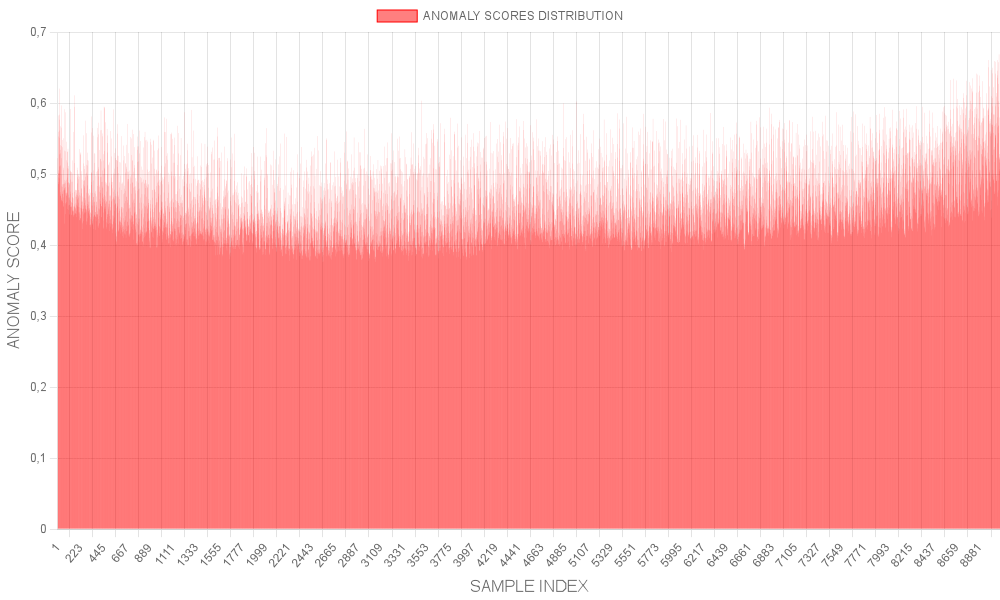 ANOMALY SCORES DISTRIBUTION
0,7
0,6
0,5
0,4
0,3
0,2
0,1
0
ANOMALY SCORE
1 223 445 667 889 1111 1333 1555 1777 1999 2221 2443 2665 2887 3109 3331 3553 3775 3997 4219 4441 4663 4885 5107 5329 5551 5773 5995 6217 6439 6661 6883 7105 7327 7549 7771 7993 8215 8437 8659 8881
SAMPLE INDEX